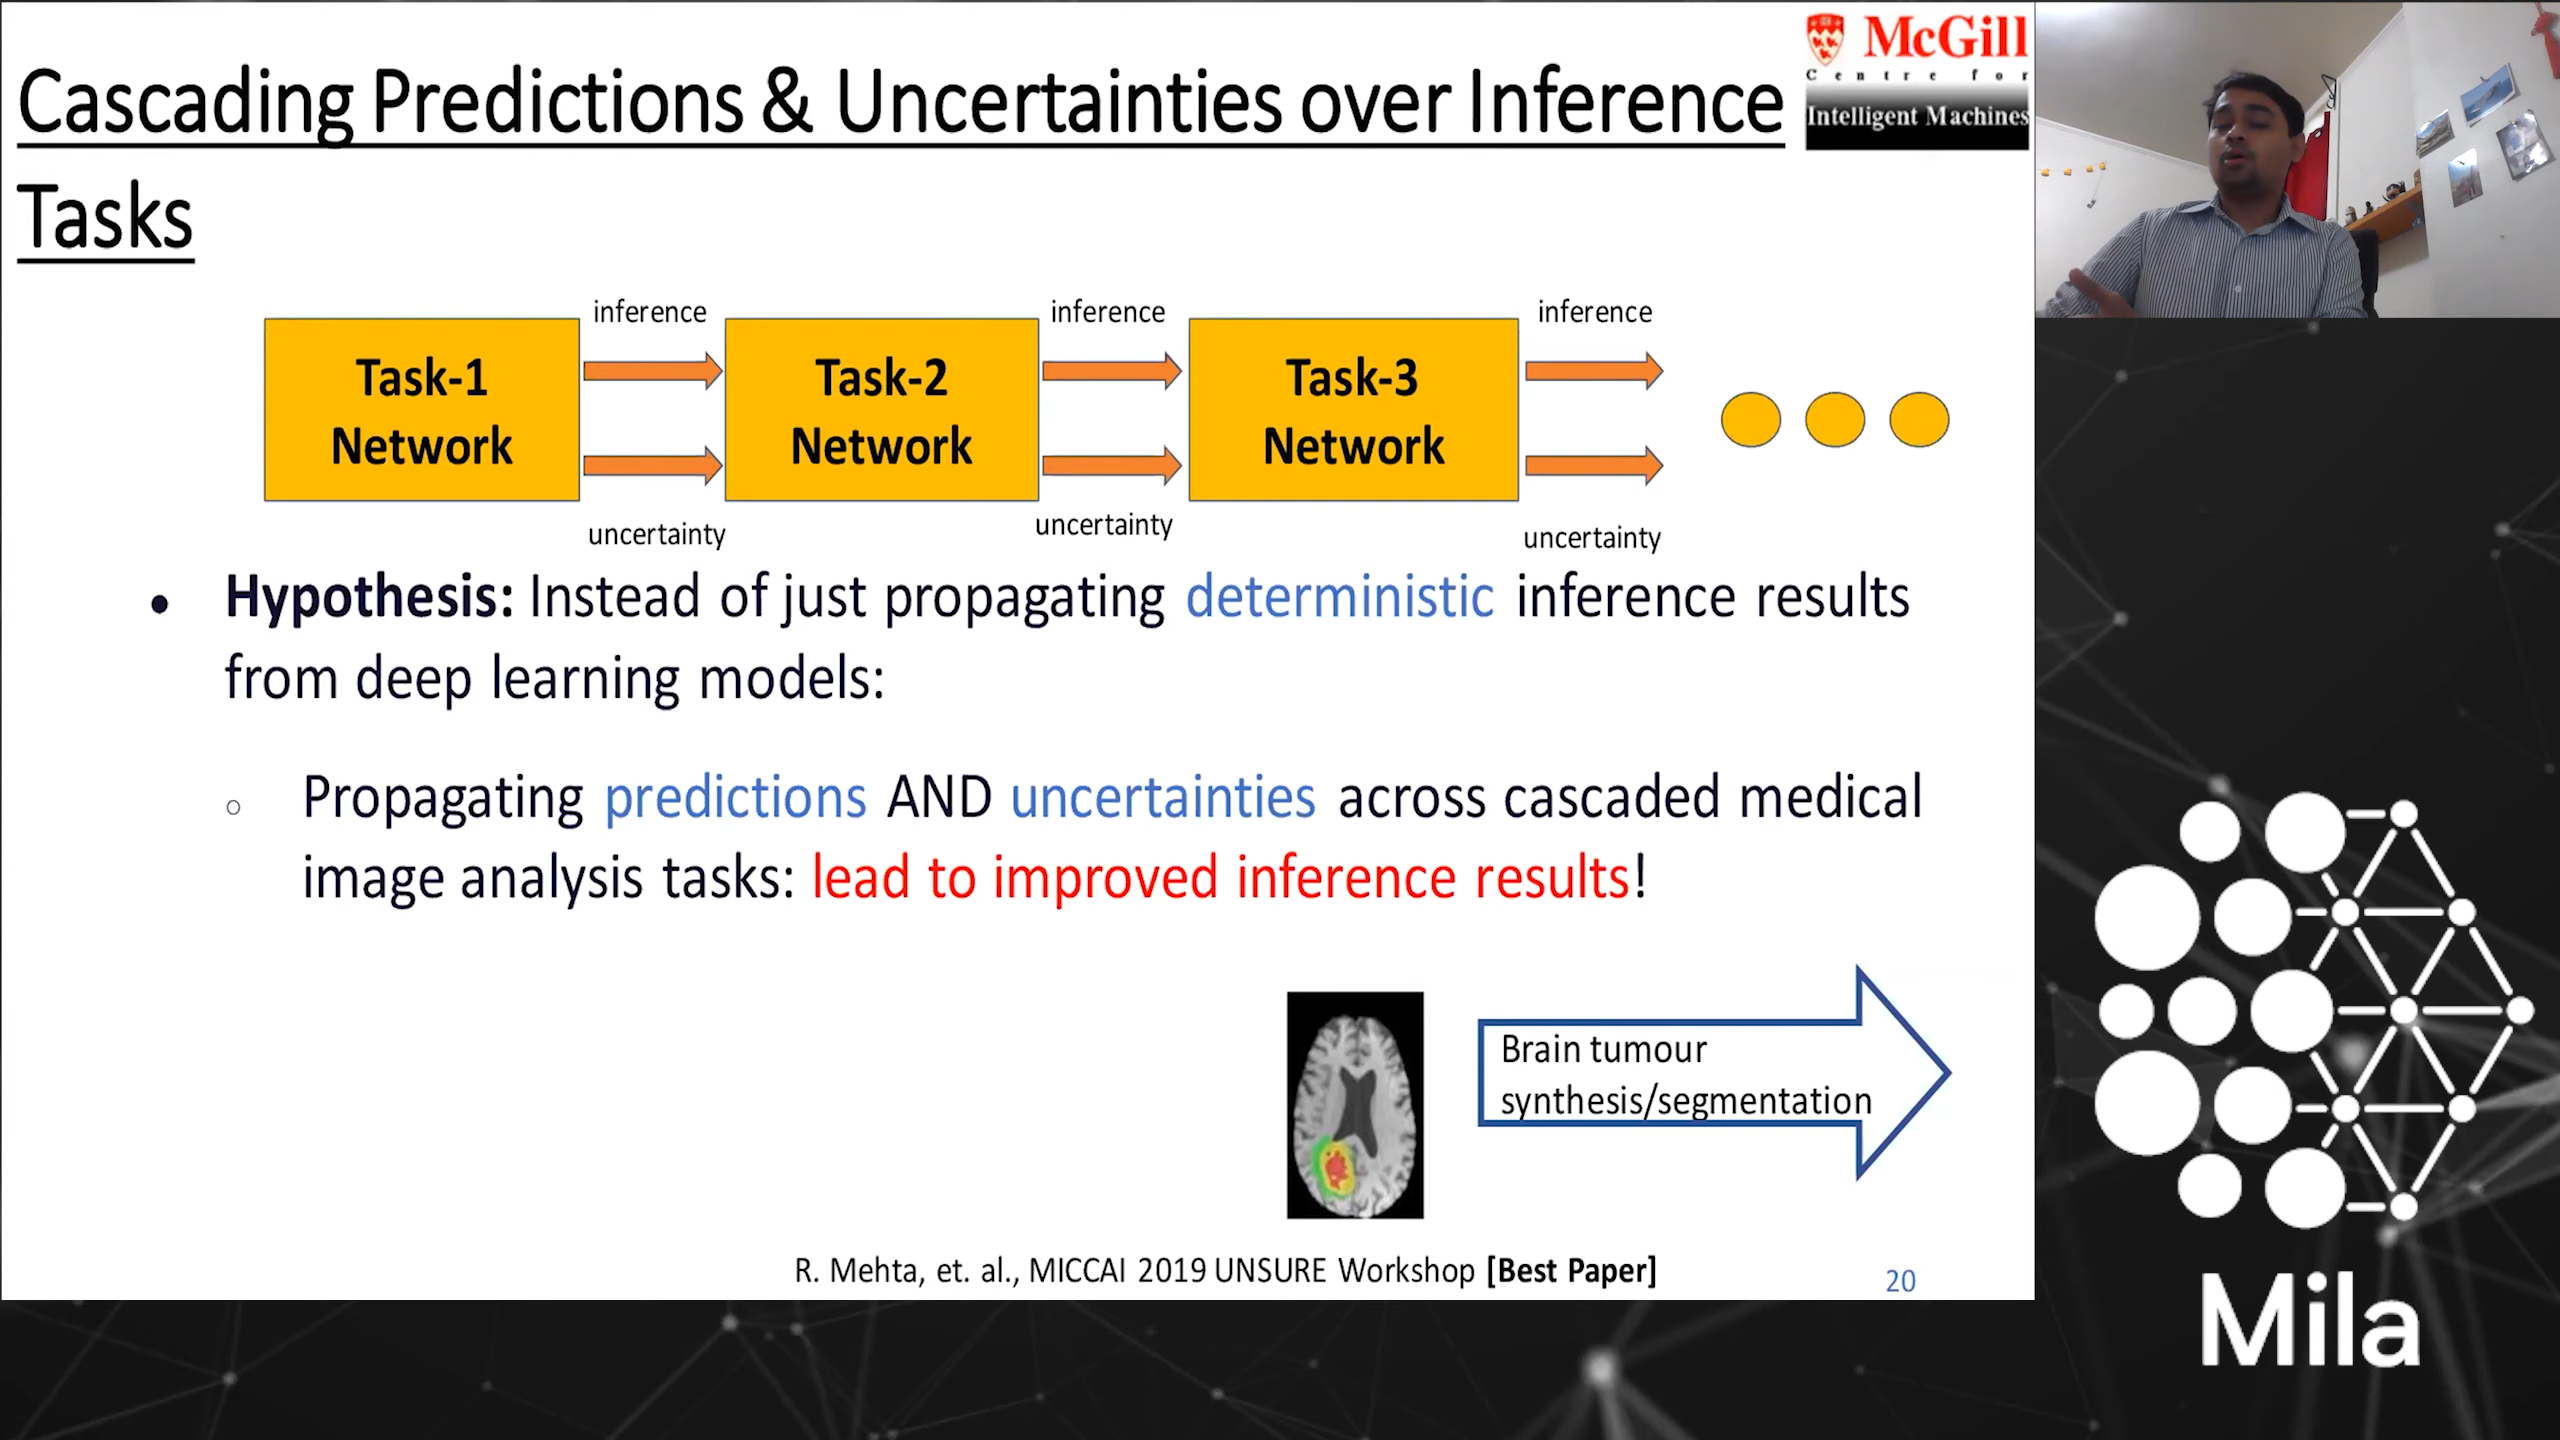 Cascading Predictions & Uncertainties over Inference
Tasks
McGill
Centre for
Intelligent Machines
inference
inference
inference
Task-1
Network
Task-2
Network
Task-3
Network
uncertainty
uncertainty
uncertainty
• Hypothesis: Instead of just propagating deterministic inference results
from deep learning models:
○ Propagating predictions AND uncertainties across cascaded medical
image analysis tasks: lead to improved inference results!
Brain tumour
synthesis/segmentation
R. Mehta, et. al., MICCAI 2019 UNSURE Workshop [Best Paper]
20
Mila